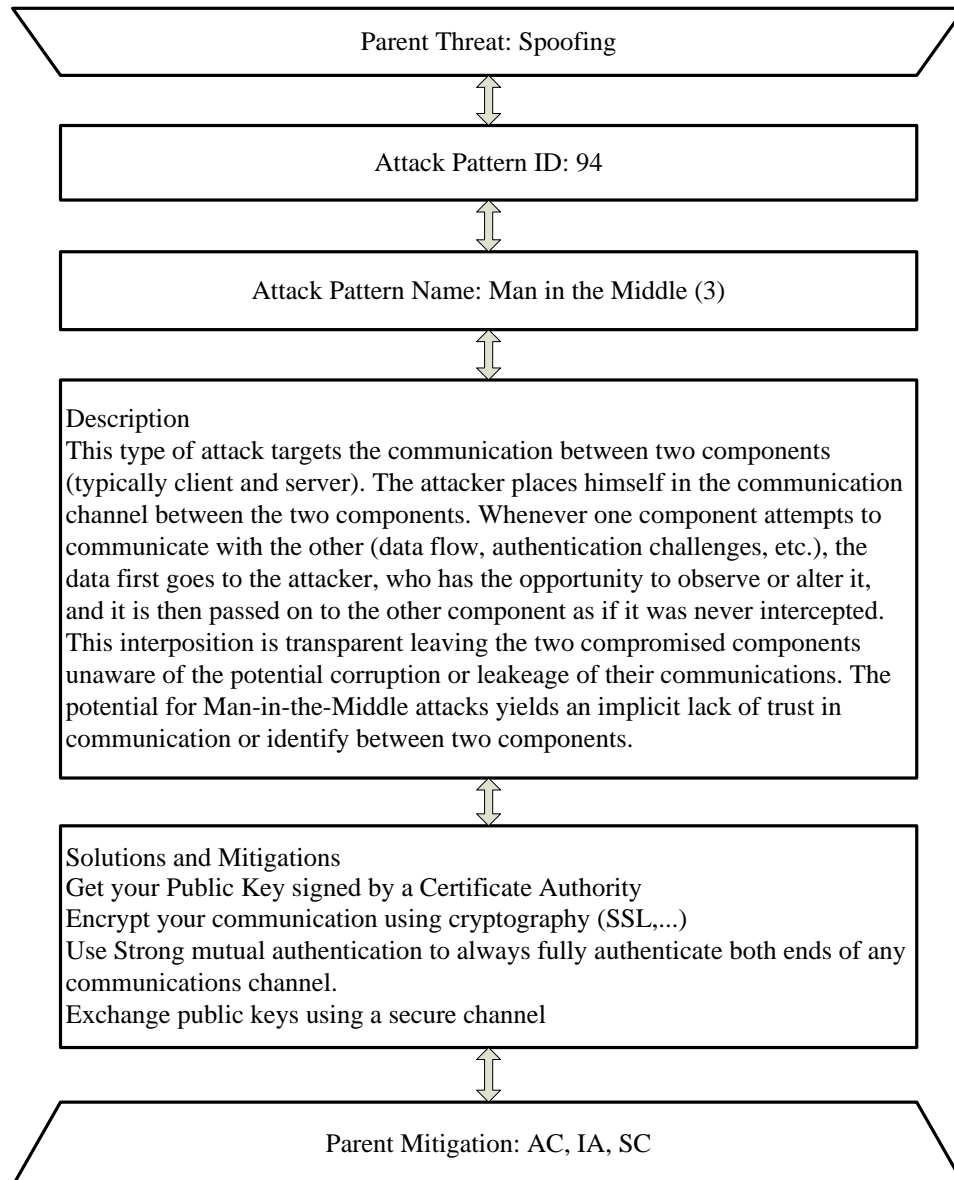 Parent Threat: Spoofing
Attack Pattern ID: 94
Attack Pattern Name: Man in the Middle (3)
Description
This type of attack targets the communication between two components
(typically client and server). The attacker places himself in the communication
channel between the two components. Whenever one component attempts to
communicate with the other (data flow, authentication challenges, etc.), the
data first goes to the attacker, who has the opportunity to observe or alter it,
and it is then passed on to the other component as if it was never intercepted.
This interposition is transparent leaving the two compromised components
unaware of the potential corruption or leakeage of their communications. The
potential for Man-in-the-Middle attacks yields an implicit lack of trust in
communication or identify between two components.
Solutions and Mitigations
Get your Public Key signed by a Certificate Authority
Encrypt your communication using cryptography (SSL,...)
Use Strong mutual authentication to always fully authenticate both ends of any
communications channel.
Exchange public keys using a secure channel
Parent Mitigation: AC, IA, SC